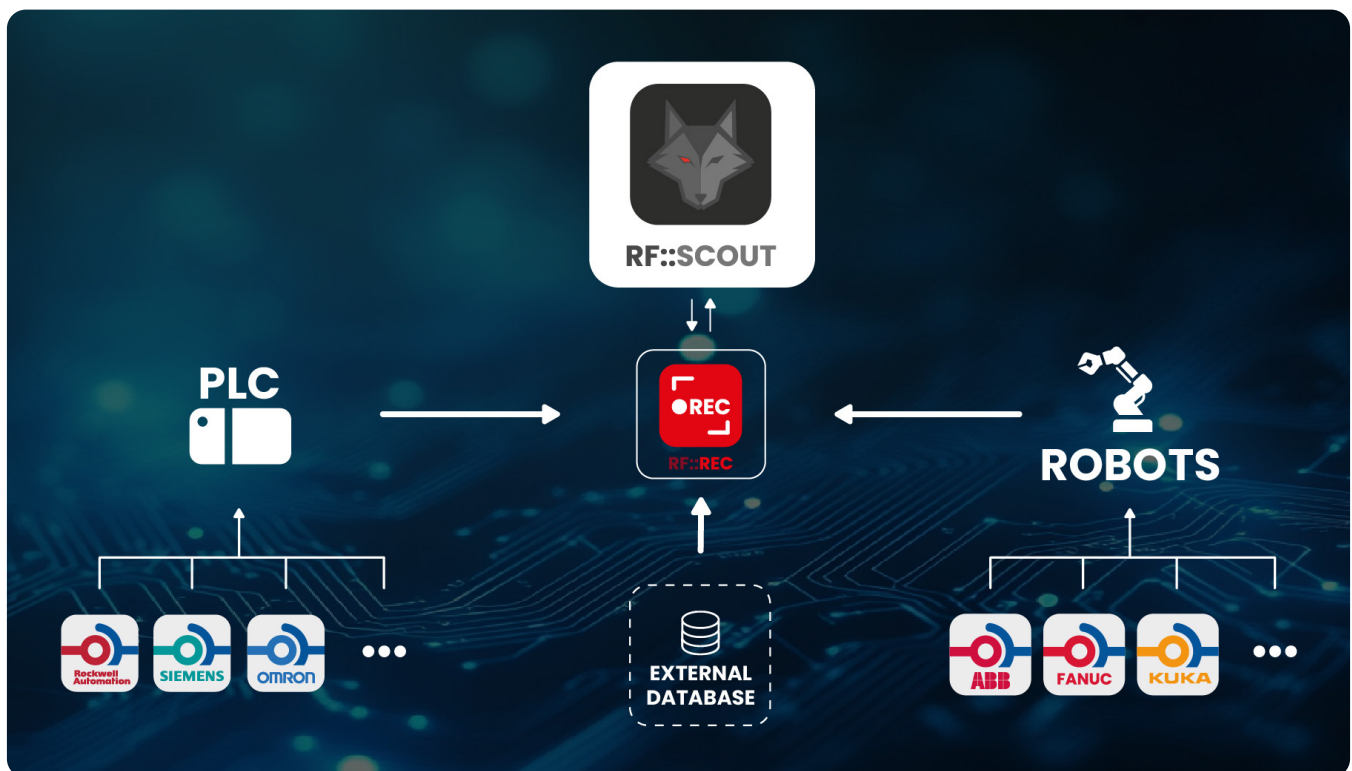 RF::SCOUT
PLC
REC
RF::REC
ROBOTS
Rockwell
Automation
SIEMENS
OMRON
EXTERNAL
DATABASE
ABB
FANUC
KUKA